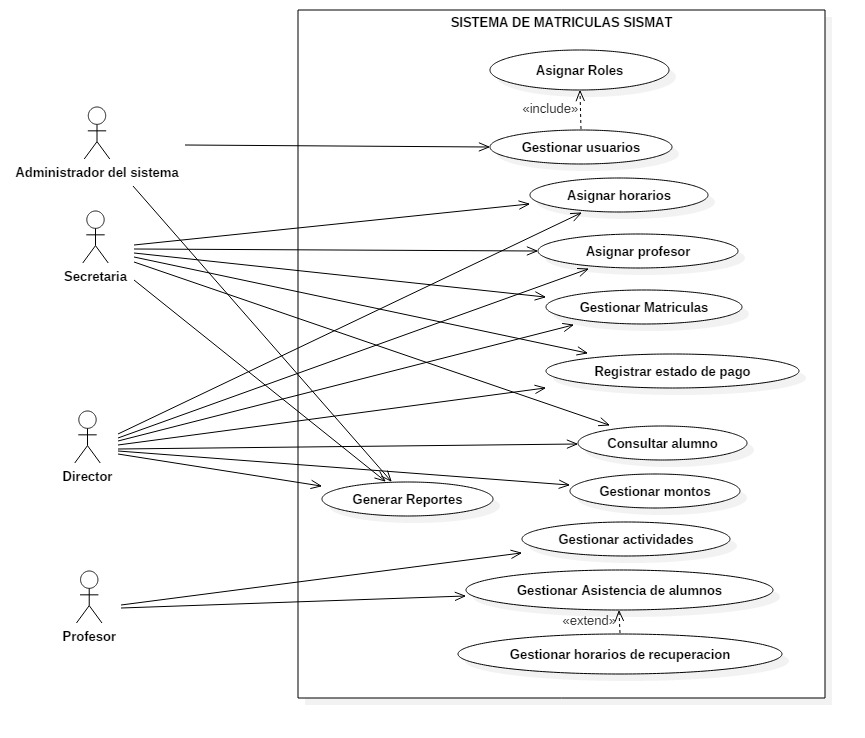 SISTEMA DE MATRICULAS SISMAT
Asignar Roles
«include»
Gestionar usuarios
Administrador del sistema
Asignar horarios
Secretaria
Asignar profesor
Gestionar Matriculas
Registrar estado de pago
Consultar alumno
Director
Gestionar montos
Generar Reportes
Gestionar actividades
Gestionar Asistencia de alumnos
«extend»
Profesor
Gestionar horarios de recuperacion